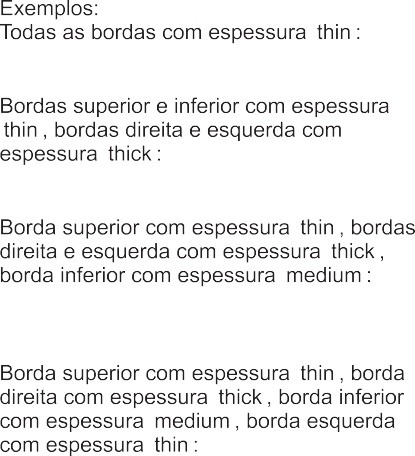 Exemplos:
Todas as bordas com espessura thin :
Bordas superior e inferior com espessura
thin , bordas direita e esquerda com
espessura thick :
Borda superior com espessura thin , bordas
direita e esquerda com espessura thick ,
borda inferior com espessura medium :
Borda superior com espessura thin , borda
direita com espessura thick , borda inferior
com espessura medium , borda esquerda
com espessura thin :